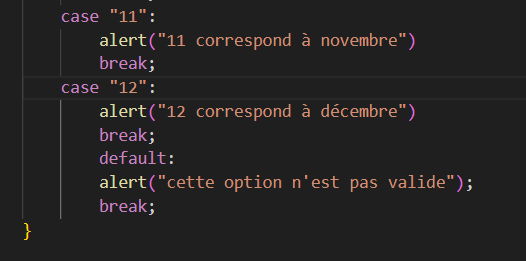 case "11":
alert("11 correspond à novembre")
break;
case "12":
alert("12 correspond à décembre")
break;
default:
alert("cette option n'est pas valide");
break;
}